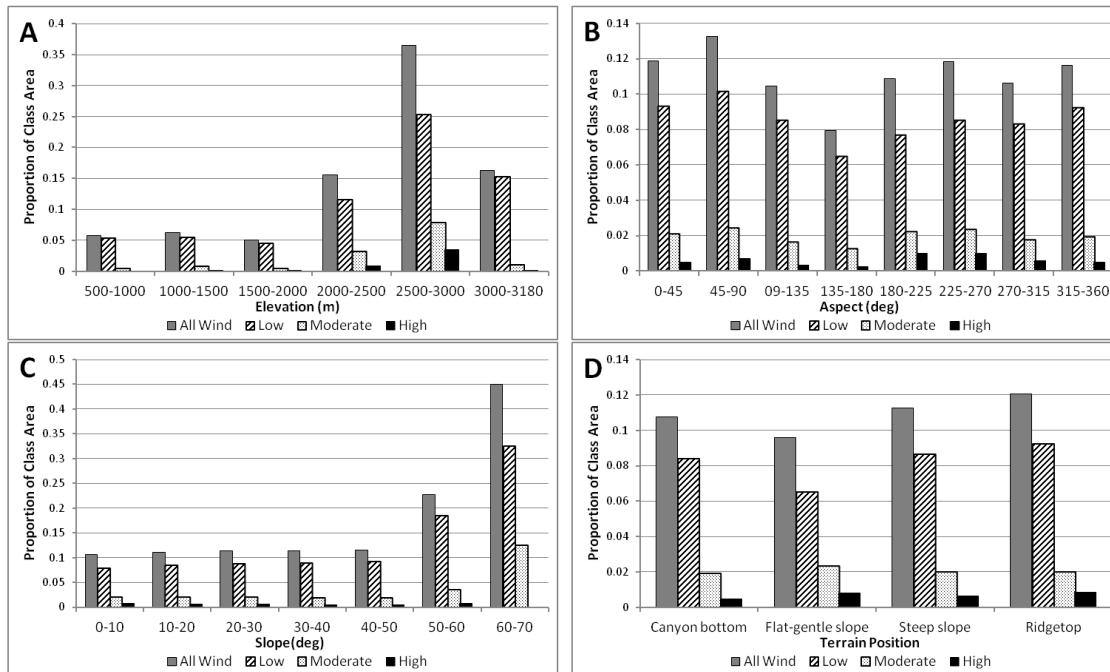 A
Proportion of Class Area
0.4
0.35
0.3
0.25
0.2
0.15
0.1
0.05
0
500-1000 1000-1500 1500-2000 2000-2500 2500-3000 3000-3180
Elevation (m)
All Wind Low Moderate High
B
Proportion of Class Area
0.14
0.12
0.1
0.08
0.06
0.04
0.02
0
0-45 45-90 09-135 135-180 180-225 225-270 270-315 315-360
Aspect (deg)
All Wind Low Moderate High
C
Proportion of Class Area
0.5
0.45
0.4
0.35
0.3
0.25
0.2
0.15
0.1
0.05
0
0-10 10-20 20-30 30-40 40-50 50-60 60-70
Slope(deg)
All Wind Low Moderate High
D
Proportion of Class Area
0.14
0.12
0.1
0.08
0.06
0.04
0.02
0
Canyon bottom Flat-gentle slope Steep slope Ridgetop
Terrain Position
All Wind Low Moderate High